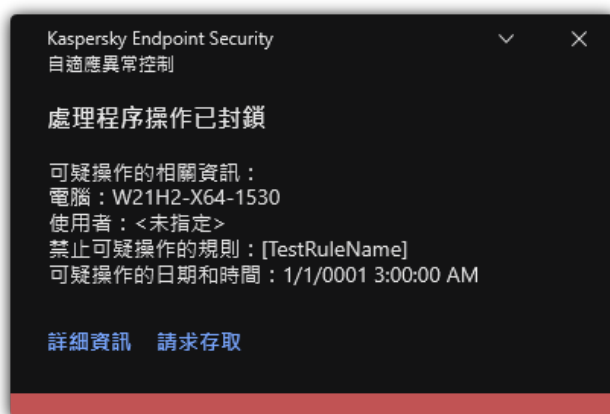 Kaspersky Endpoint Security
自適應異常控制
處理程序操作已封鎖
可疑操作的相關資訊：
電腦：W21H2-X64-1530
使用者：<未指定>
禁止可疑操作的規則：[TestRuleName]
可疑操作的日期和時間：1/1/0001 3:00:00 AM
詳細資訊 請求存取